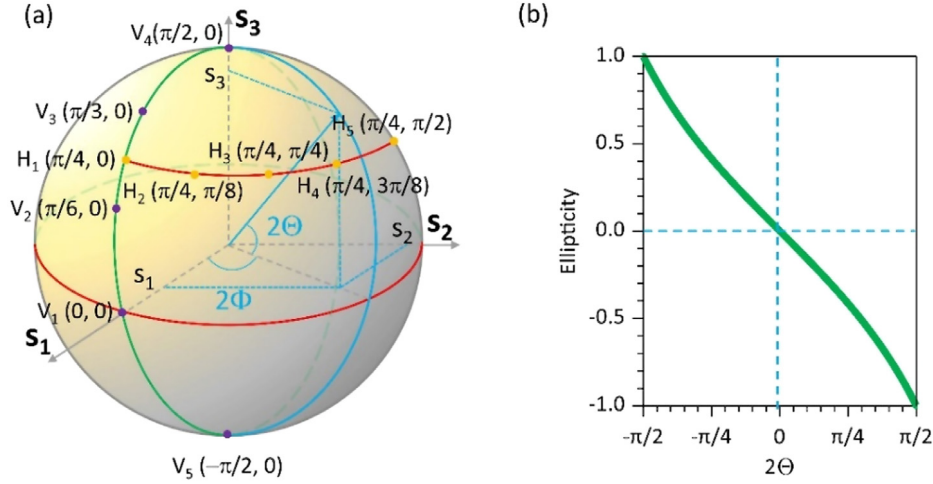 (a)
S3
V4(π/2, 0)
S3
V3 (π/3, 0)
H5 (π/4, π/2)
H1 (π/4, 0)
H3 (π/4, π/4)
H2 (π/4, π/8)
H4 (π/4, 3π/8)
V2 (π/6, 0)
2Θ
S2
S2
S1
2Φ
V1 (0, 0)
S1
V5 (−π/2, 0)
(b)
1.0
0.5
0.0
-0.5
-1.0
Ellipticity
-π/2
-π/4
0
π/4
π/2
2Θ